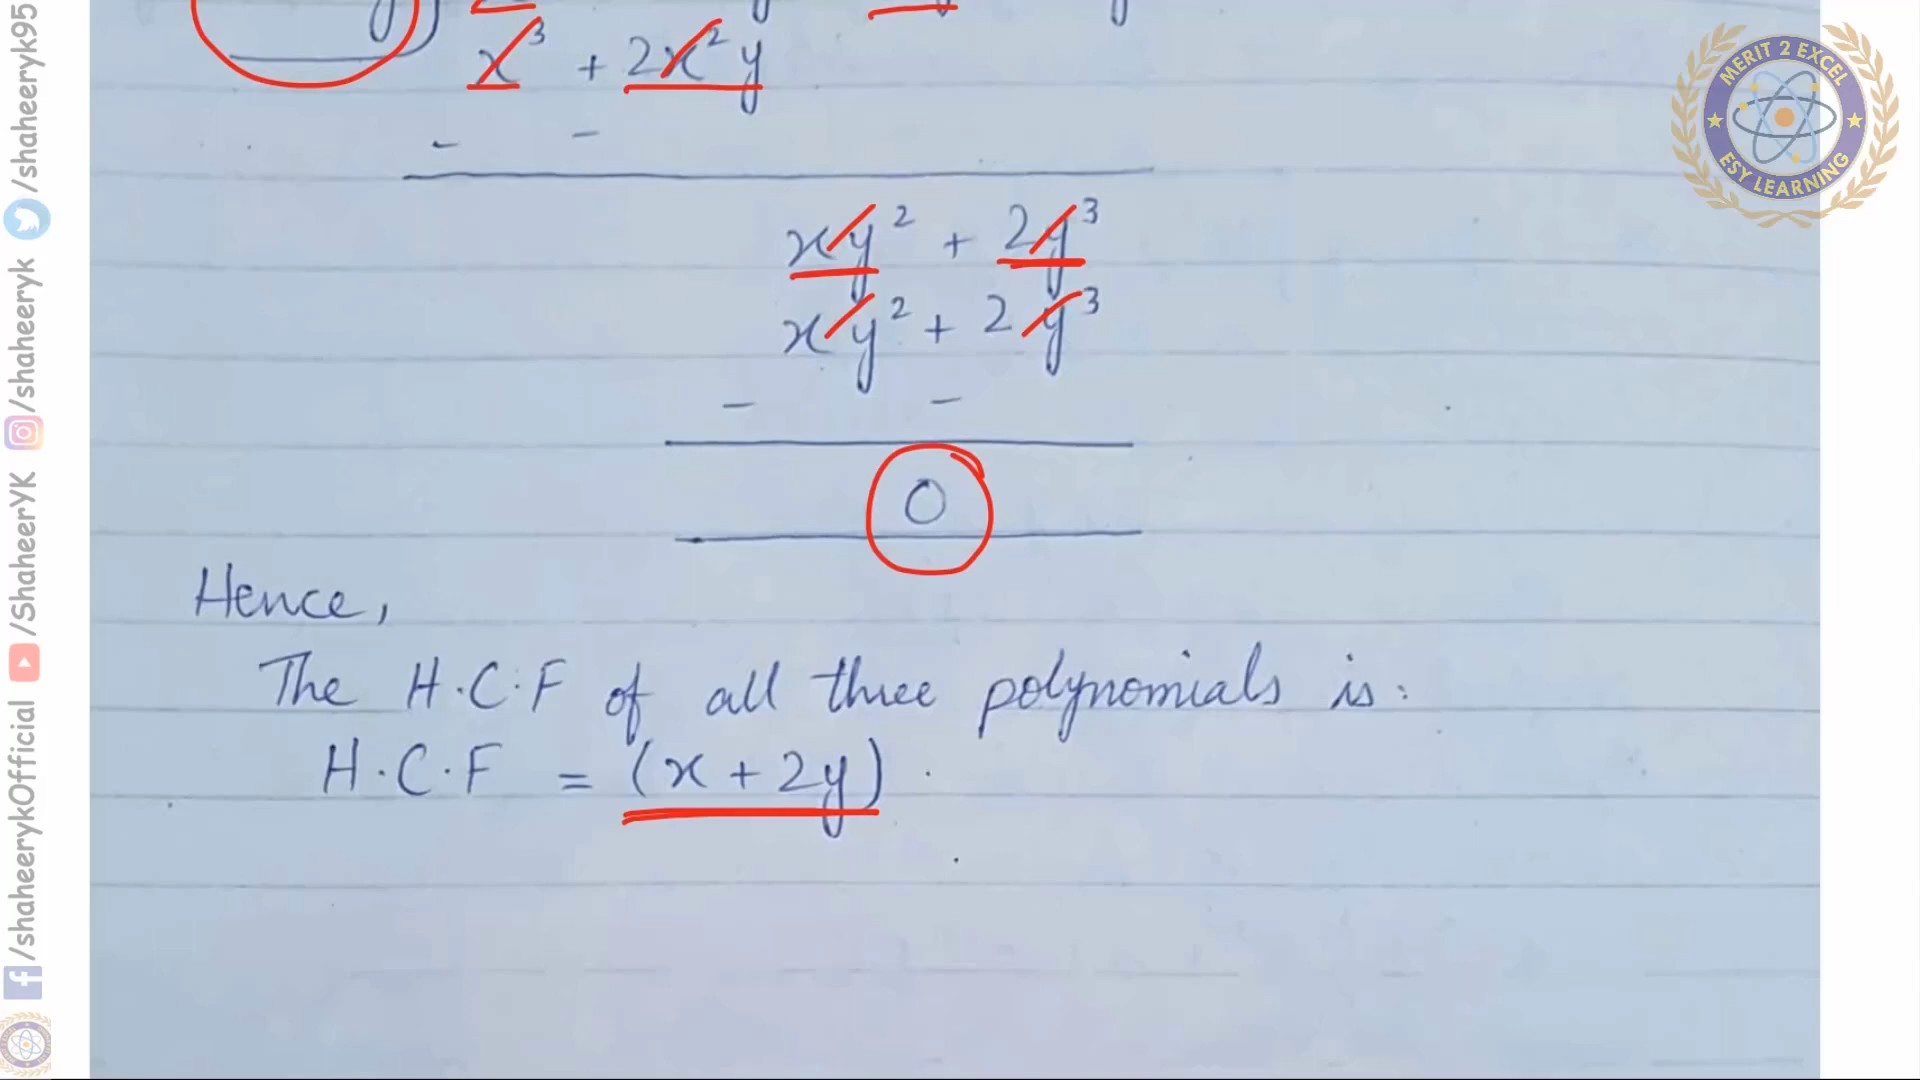 x³ + 2x²y
- -
xy² + 2y³
xy² + 2y³
- -
0
Hence,
The H.C.F of all three polynomials is:
H.C.F = (x + 2y)
MERIT 2 EXCEL
ESY LEARNING
/shaheeryk95
/shaheeryk
/ShaheerYK
/shaheerykOfficial